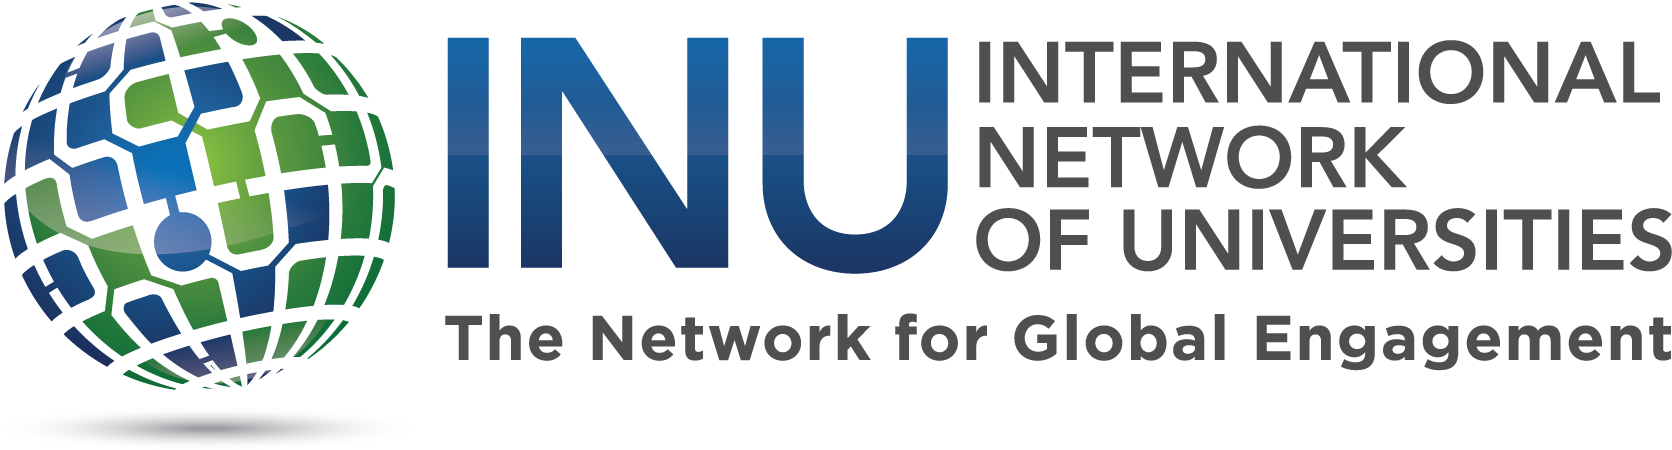 INU
INTERNATIONAL
NETWORK
OF UNIVERSITIES
The Network for Global Engagement